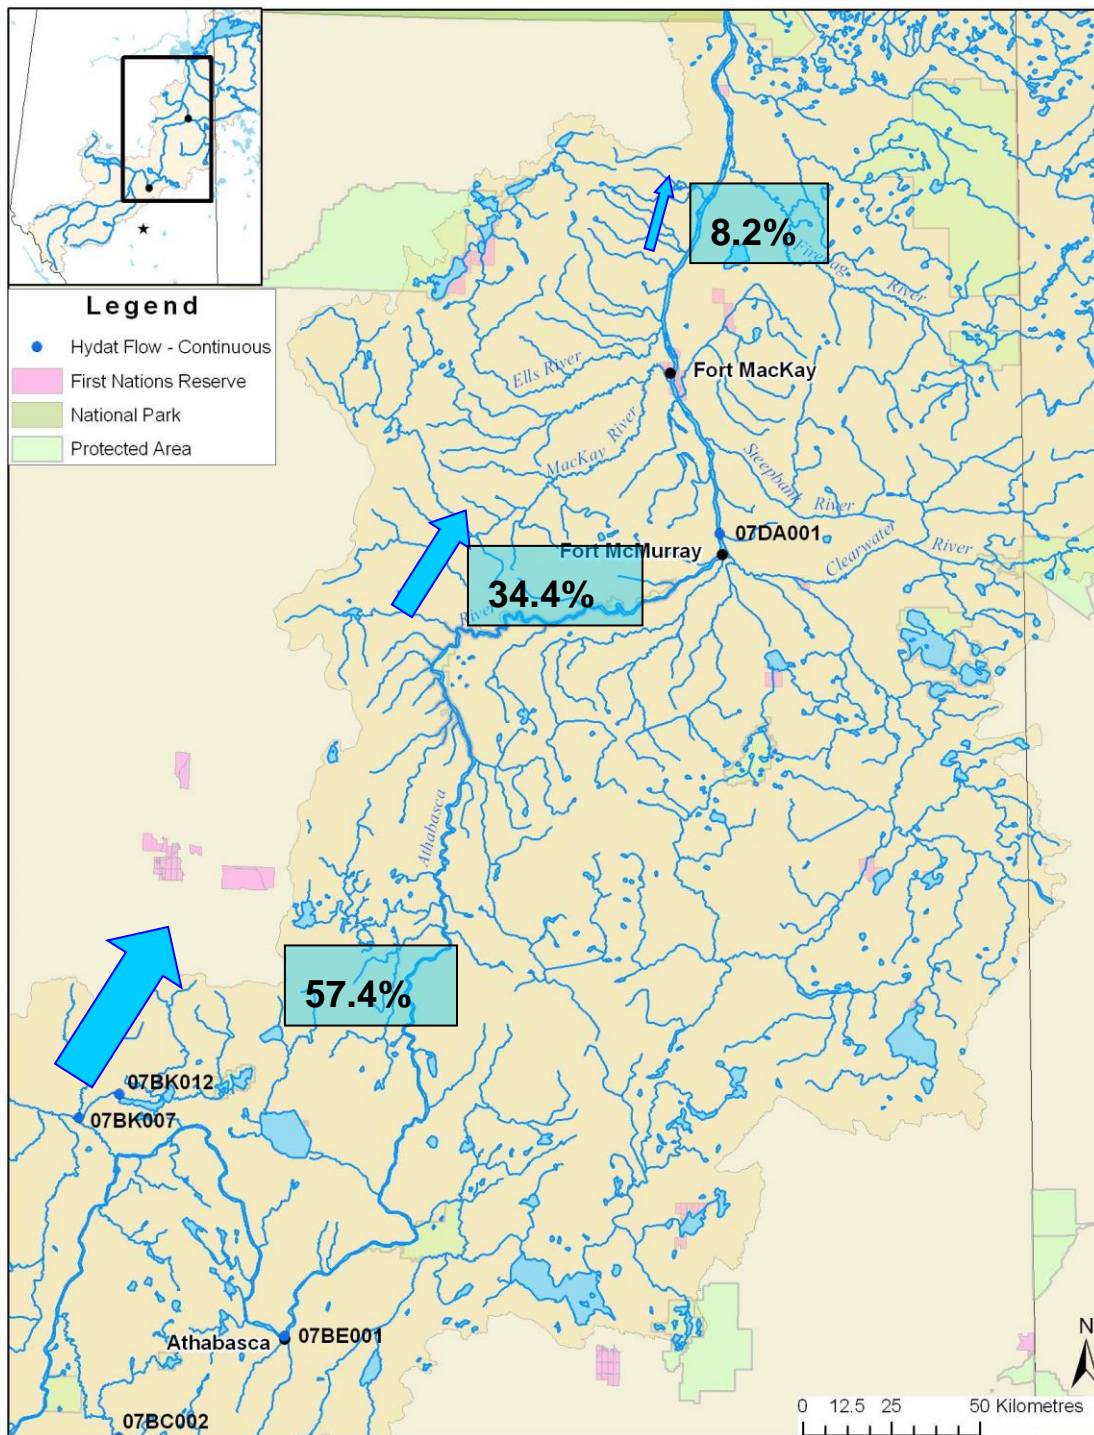 Legend
Hydat Flow - Continuous
First Nations Reserve
National Park
Protected Area
8.2%
Firebag
River
Ells River
Fort MacKay
MacKay River
Steepbank
River
07DA001
Fort McMurray
Clearwater
River
34.4%
River
Athabasca
57.4%
07BK012
07BK007
Athabasca
07BE001
07BC002
N
0 12.5 25 50 Kilometres